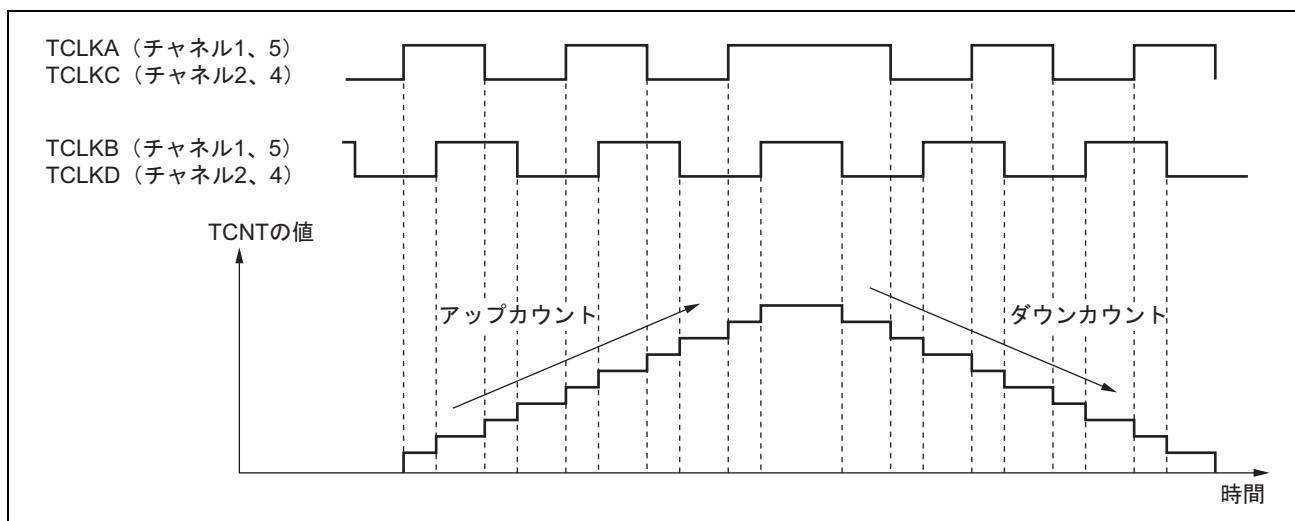 TCLKA（チャネル1、5）
TCLKC（チャネル2、4）
TCLKB（チャネル1、5）
TCLKD（チャネル2、4）
TCNTの値
アップカウント
ダウンカウント
時間